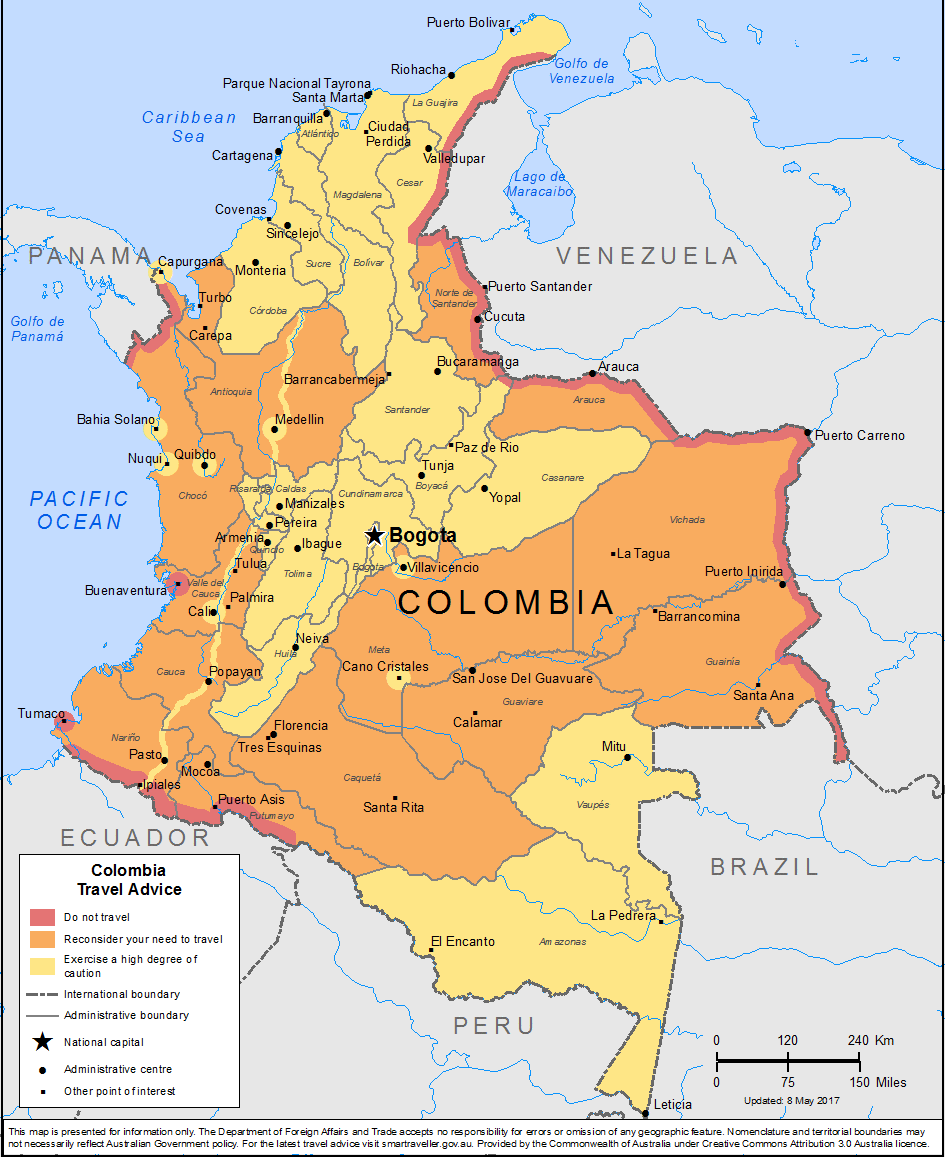 Puerto Bolivar
Golfo de
Venezuela
Riohacha
Parque Nacional Tayrona
Santa Marta
La Guajira
Caribbean
Sea
Barranquilla
Atlántico
Ciudad
Perdida
Cartagena
Valledupar
Lago de
Maracaibo
Cesar
Magdalena
Covenas
Sincelejo
PANAMA
Capurgana
Monteria
Sucre
Bolivar
VENEZUELA
Turbo
Norte de
Santander
Puerto Santander
Golfo de
Panamá
Carepa
Córdoba
Cucuta
Bucaramanga
Arauca
Barrancabermeja
Antioquia
Santander
Arauca
Bahia Solano
Medellin
Puerto Carreno
Nuqui
Quibdo
Paz de Rio
Tunja
Boyacá
Casanare
PACIFIC
OCEAN
Chocó
Risaralda
Caldas
Cundinamarca
Yopal
Manizales
Pereira
Vichada
Armenia
Quindio
Ibague
Bogota
La Tagua
Tulua
Tolima
Bogota
Villavicencio
Puerto Inirida
Buenaventura
Valle del
Cauca
Palmira
Cali
COLOMBIA
Barrancomina
Neiva
Huila
Meta
Cauca
Popayan
Cano Cristales
San Jose Del Guavuare
Guainía
Santa Ana
Guaviare
Tumaco
Calamar
Florencia
Tres Esquinas
Nariño
Pasto
Mitu
Mocoa
Caquetá
Ipiales
Puerto Asis
Santa Rita
Vaupés
Putumayo
ECUADOR
BRAZIL
La Pedrera
El Encanto
Amazonas
PERU
Leticia
Colombia
Travel Advice
Do not travel
Reconsider your need to travel
Exercise a high degree of
caution
International boundary
Administrative boundary
National capital
Administrative centre
Other point of interest
0 120 240 Km
0 75 150 Miles
Updated: 8 May 2017
This map is presented for information only. The Department of Foreign Affairs and Trade accepts no responsibility for errors or omission of any geographic feature. Nomenclature and territorial boundaries may
not necessarily reflect Australian Government policy. For the latest travel advice visit smartraveller.gov.au. Provided by the Commonwealth of Australia under Creative Commons Attribution 3.0 Australia licence.